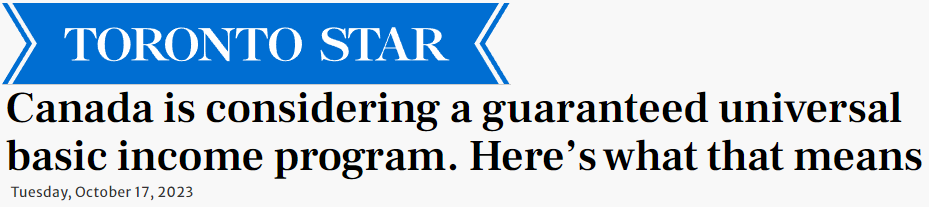 TORONTO STAR
Canada is considering a guaranteed universal
basic income program. Here's what that means
Tuesday, October 17, 2023